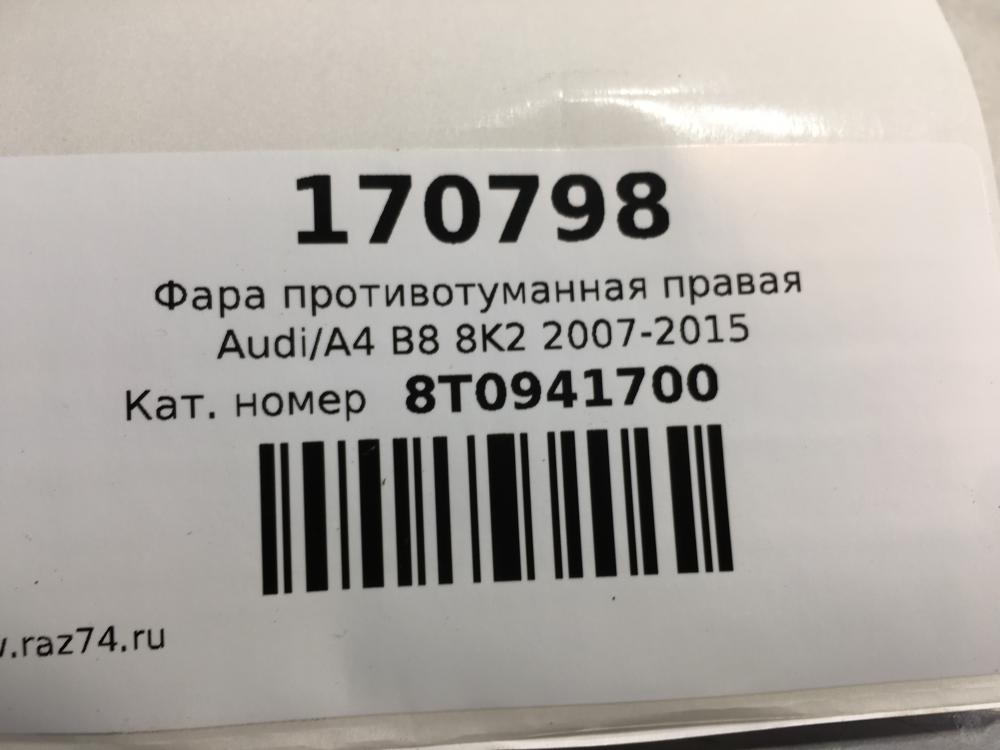 170798
Фара противотуманная правая
Audi/A4 B8 8K2 2007-2015
Кат. номер 8T0941700
.raz74.ru